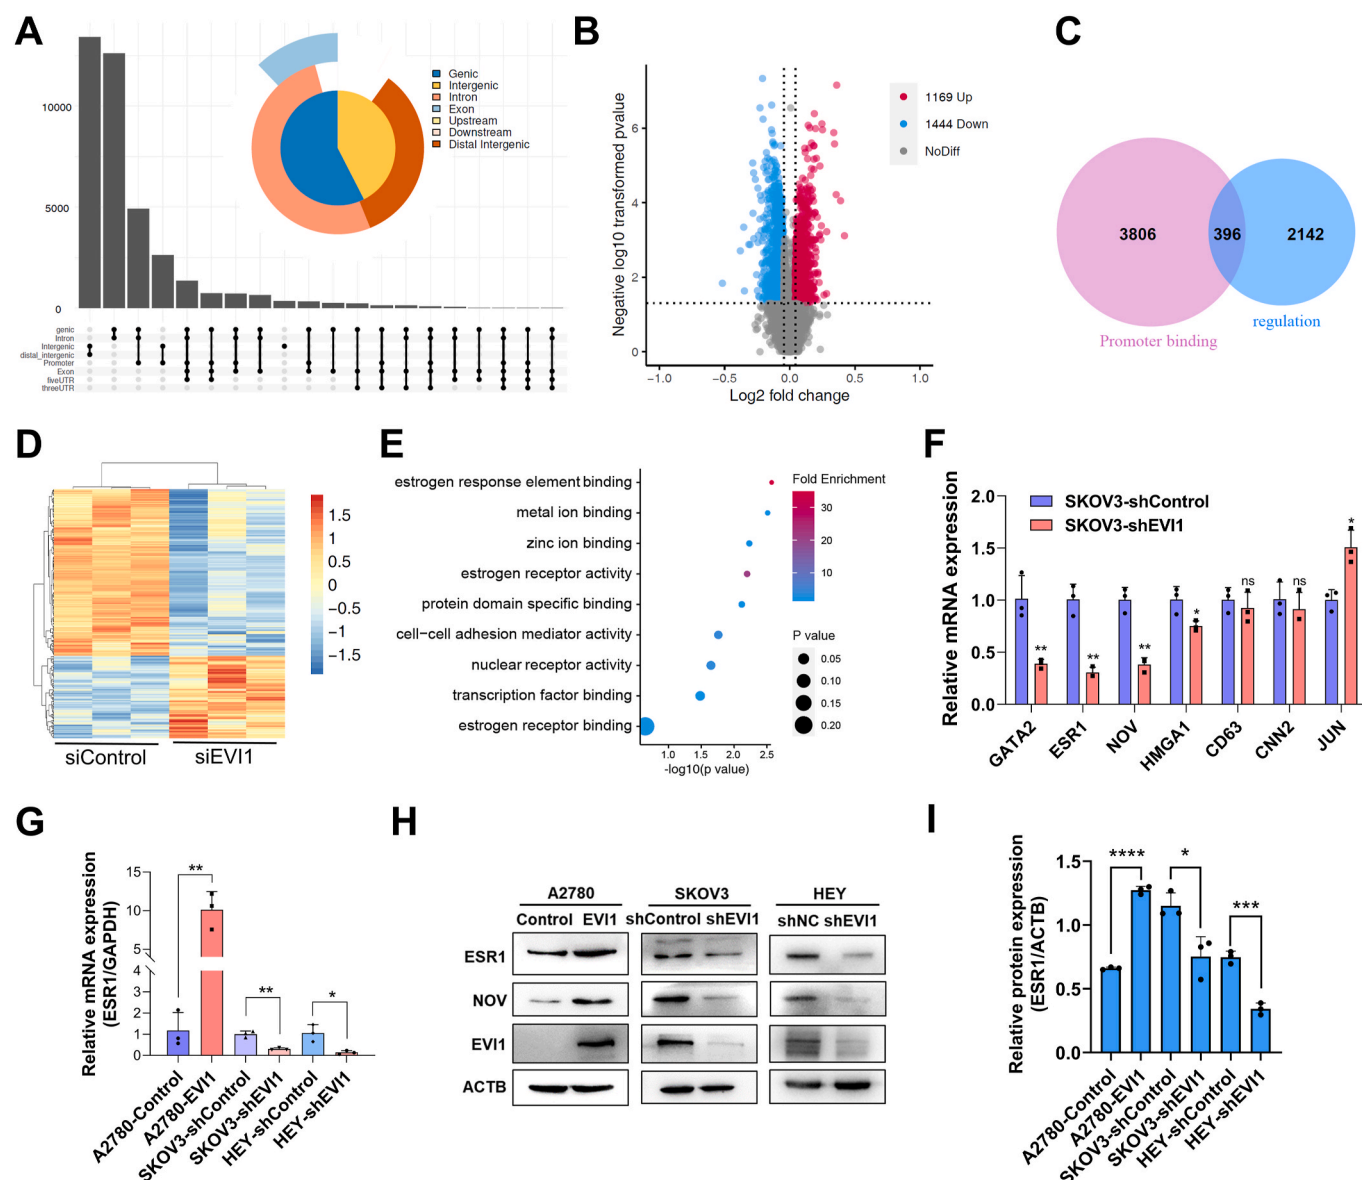 A
10000
5000
0
genic
Intron
Intergenic
distal_intergenic
Promoter
Exon
fiveUTR
threeUTR
Genic
Intergenic
Intron
Exon
Upstream
Downstream
Distal Intergenic
B
Negative log10 transformed pvalue
6
4
2
0
−1.0 −0.5 0.0 0.5 1.0
Log2 fold change
1169 Up
1444 Down
NoDiff
C
3806 396 2142
Promoter binding
regulation
D
1.5
1
0.5
0
−0.5
−1
−1.5
siControl siEVI1
E
estrogen response element binding
metal ion binding
zinc ion binding
estrogen receptor activity
protein domain specific binding
cell−cell adhesion mediator activity
nuclear receptor activity
transcription factor binding
estrogen receptor binding
1.0 1.5 2.0 2.5
-log10(p value)
Fold Enrichment
30
20
10
P value
0.05
0.10
0.15
0.20
F
Relative mRNA expression
2.0
1.5
1.0
0.5
0.0
SKOV3-shControl
SKOV3-shEVI1
** ** ** * ns ns *
GATA2 ESR1 NOV HMGA1 CD63 CNN2 JUN
G
Relative mRNA expression
(ESR1/GAPDH)
15
10
5
4
3
2
1
0
** ** *
A2780-Control
A2780-EVI1
SKOV3-shControl
SKOV3-shEVI1
HEY-shControl
HEY-shEVI1
H
A2780 SKOV3 HEY
Control EVI1 shControl shEVI1 shNC shEVI1
ESR1
NOV
EVI1
ACTB
I
Relative protein expression
(ESR1/ACTB)
1.5
1.0
0.5
0.0
**** * ***
A2780-Control
A2780-EVI1
SKOV3-shControl
SKOV3-shEVI1
HEY-shControl
HEY-shEVI1